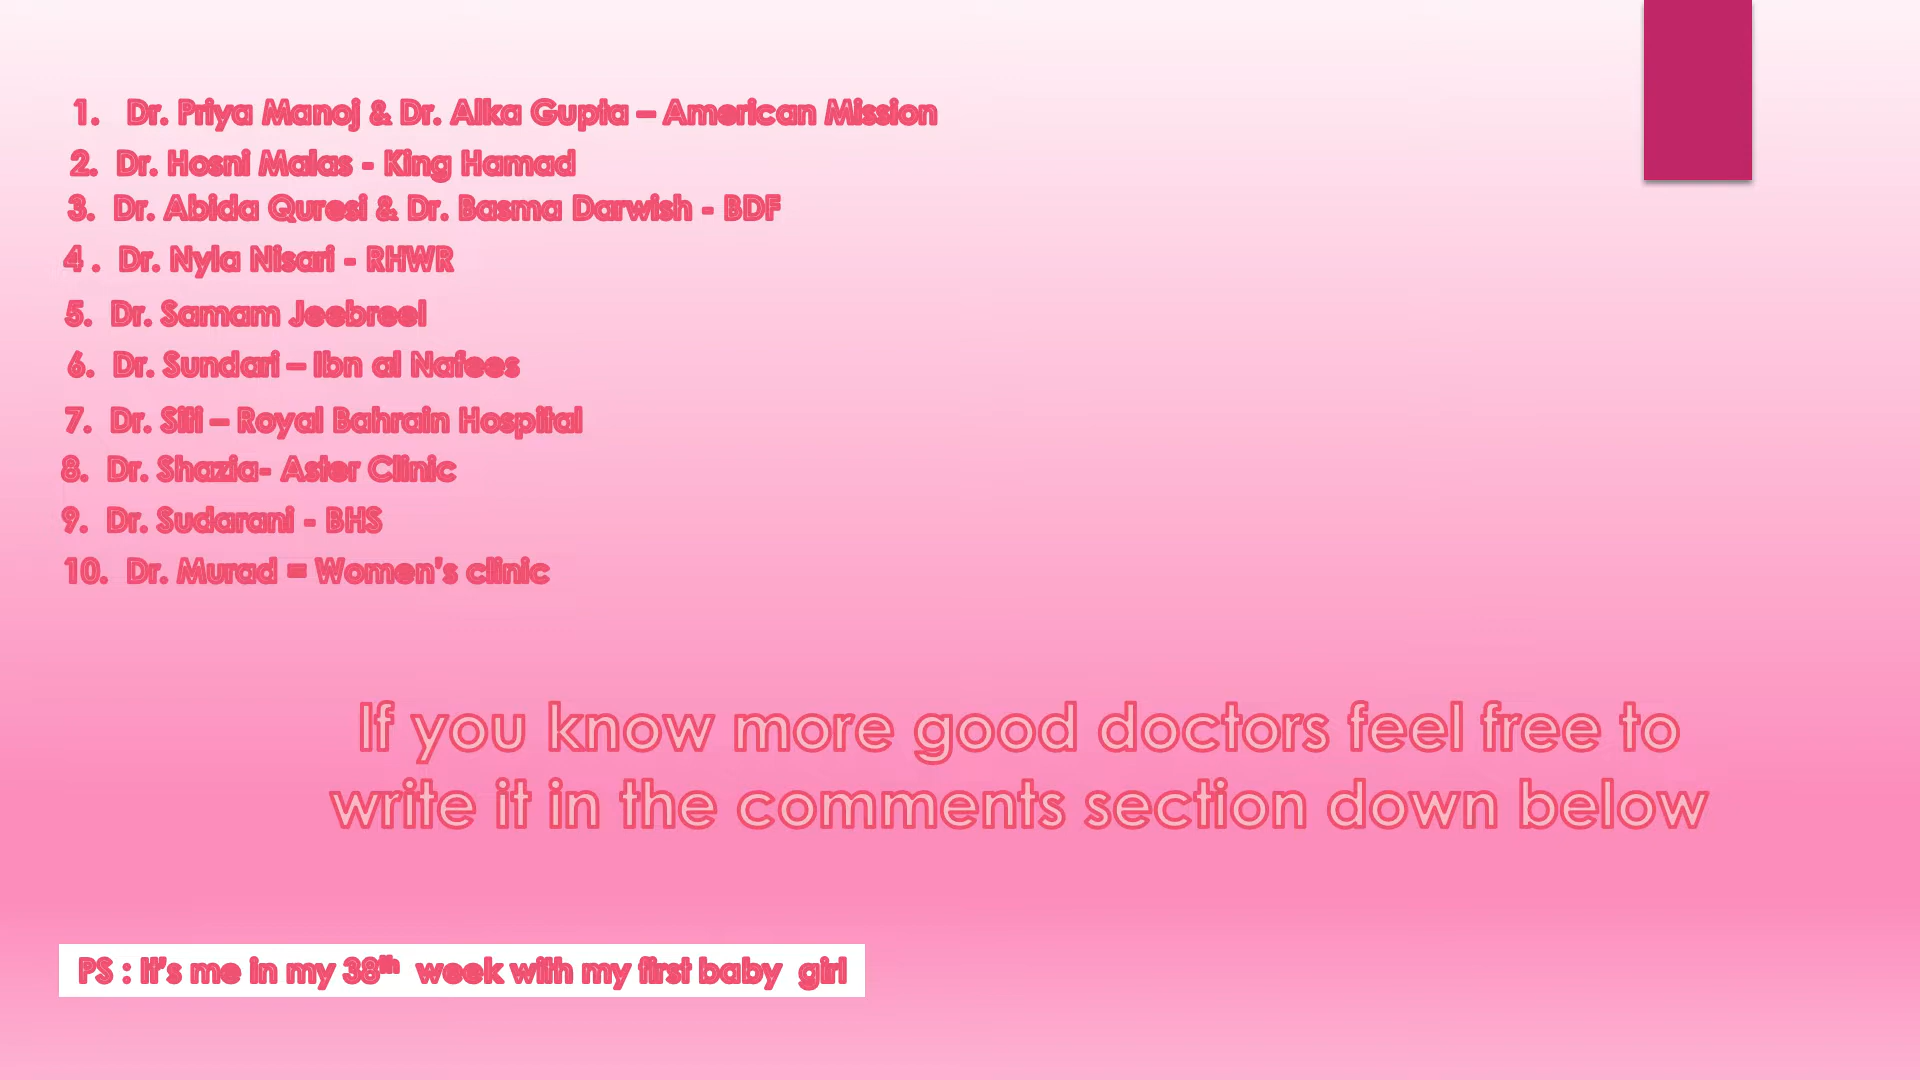 1. Dr. Priya Manoj & Dr. Alka Gupta – American Mission
2. Dr. Hosni Malas - King Hamad
3. Dr. Abida Quresi & Dr. Basma Darwish - BDF
4 . Dr. Nyla Nisari - RHWR
5. Dr. Samam Jeebreel
6. Dr. Sundari – Ibn al Nafees
7. Dr. Siti – Royal Bahrain Hospital
8. Dr. Shazia- Aster Clinic
9. Dr. Sudarani - BHS
10. Dr. Murad = Women's clinic
If you know more good doctors feel free to
write it in the comments section down below
PS : It's me in my 38th week with my first baby girl